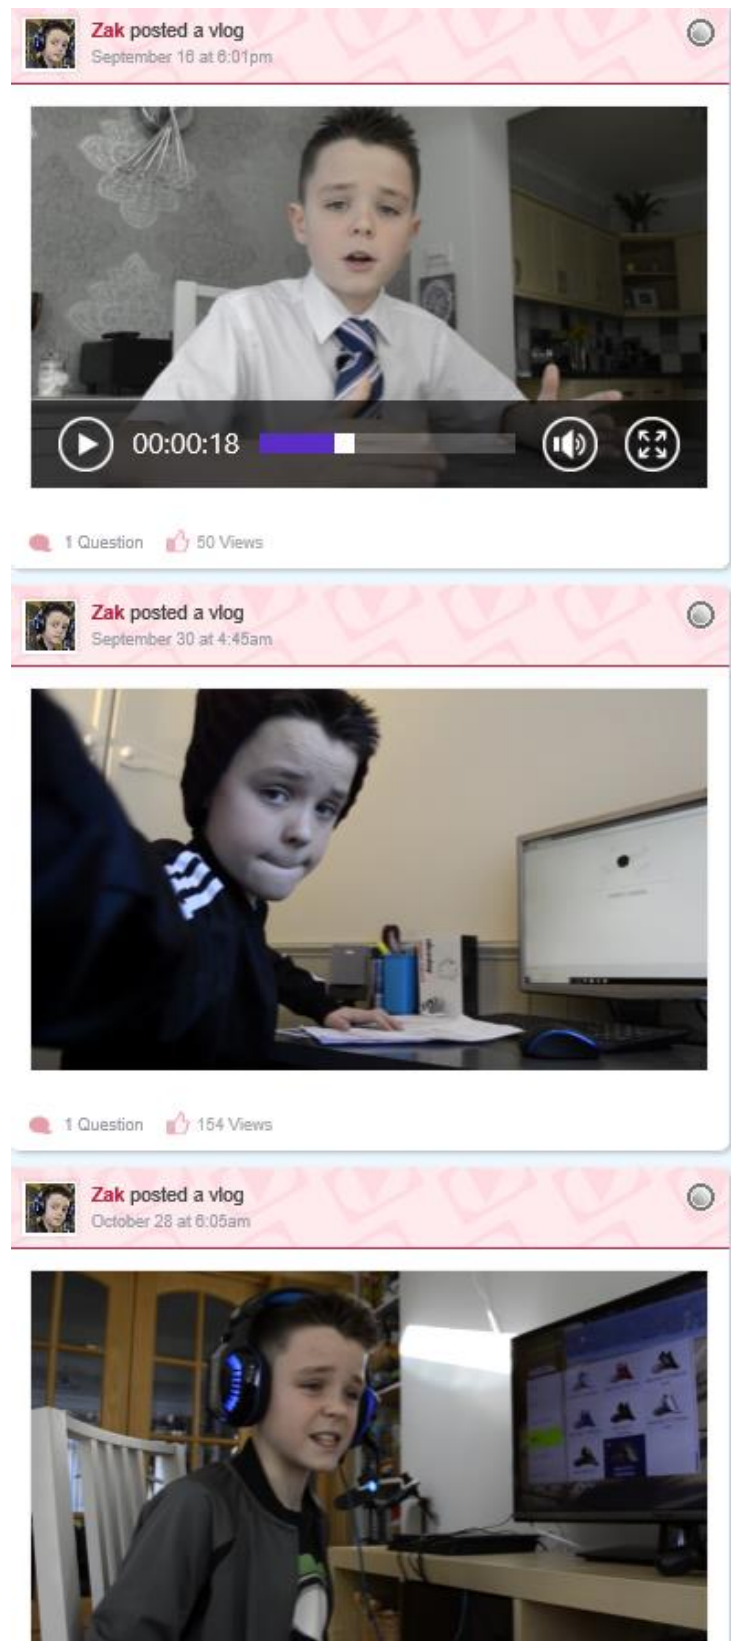 Zak posted a vlog
September 16 at 6:01pm
00:00:18
1 Question 50 Views
Zak posted a vlog
September 30 at 4:45am
1 Question 154 Views
Zak posted a vlog
October 28 at 6:05am